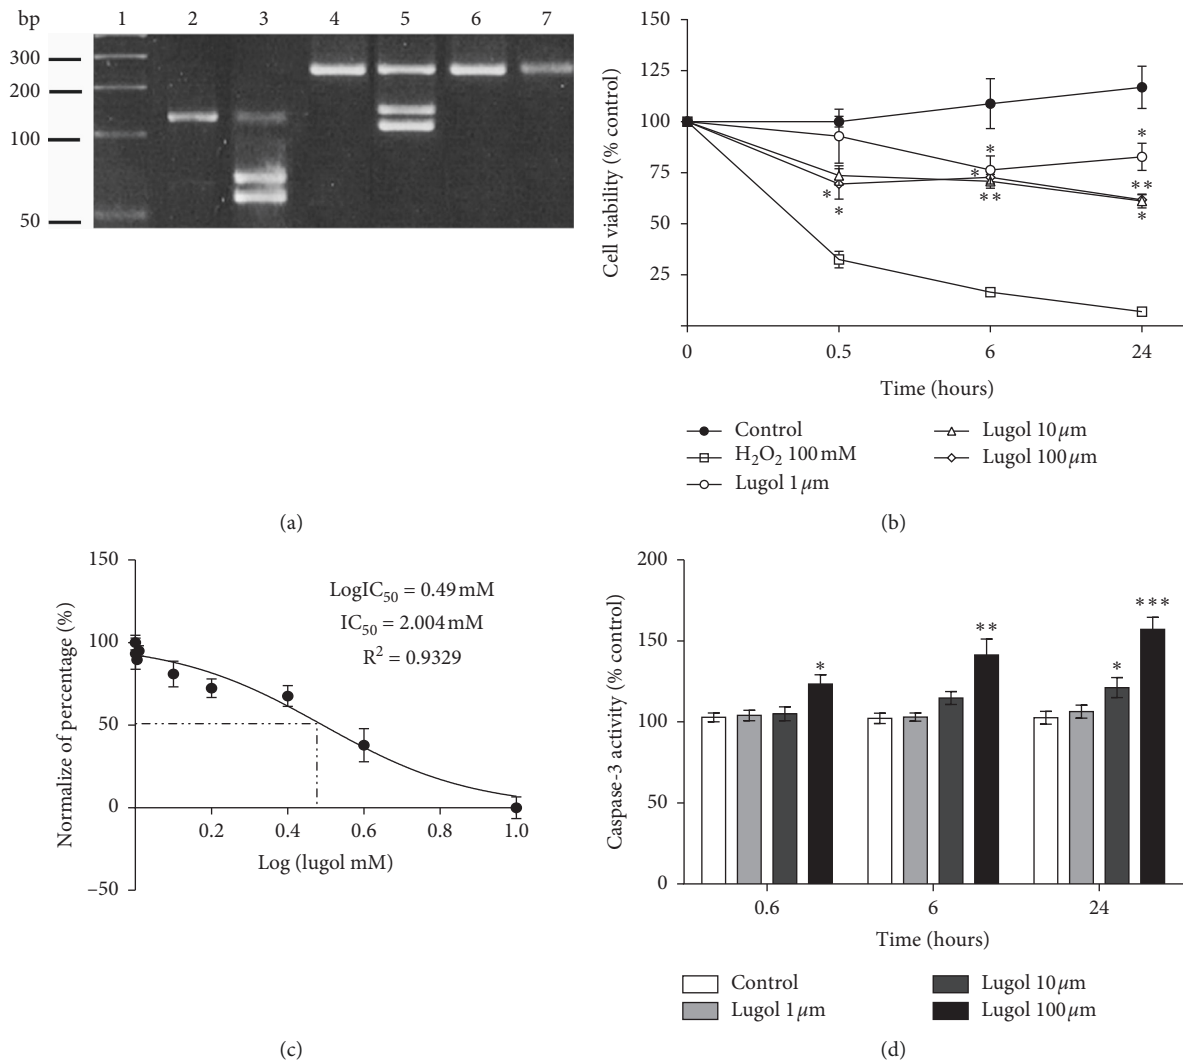 bp 1 2 3 4 5 6 7
300
200
100
50
(a)
Cell viability (% control)
150
125
100
75
50
25
* * * * ** * ** *
0 0.5 6 24
Time (hours)
Control
H₂O₂ 100 mM
Lugol 1 μm
Lugol 10 μm
Lugol 100 μm
(b)
Normalize of percentage (%)
150
100
50
0
–50
LogIC₅₀ = 0.49 mM
IC₅₀ = 2.004 mM
R² = 0.9329
0.2 0.4 0.6 0.8 1.0
Log (lugol mM)
(c)
Caspase-3 activity (% control)
200
150
100
50
0
* ** * ***
0.6 6 24
Time (hours)
Control
Lugol 1 μm
Lugol 10 μm
Lugol 100 μm
(d)